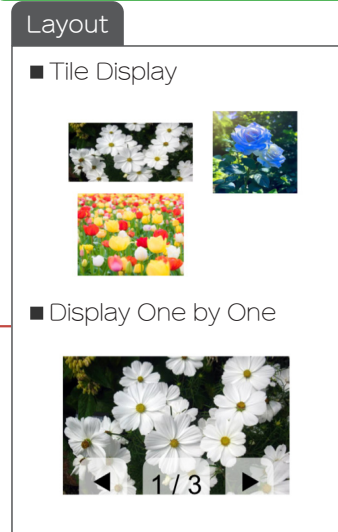 Layout
■ Tile Display
■ Display One by One
◀ 1 / 3 ▶